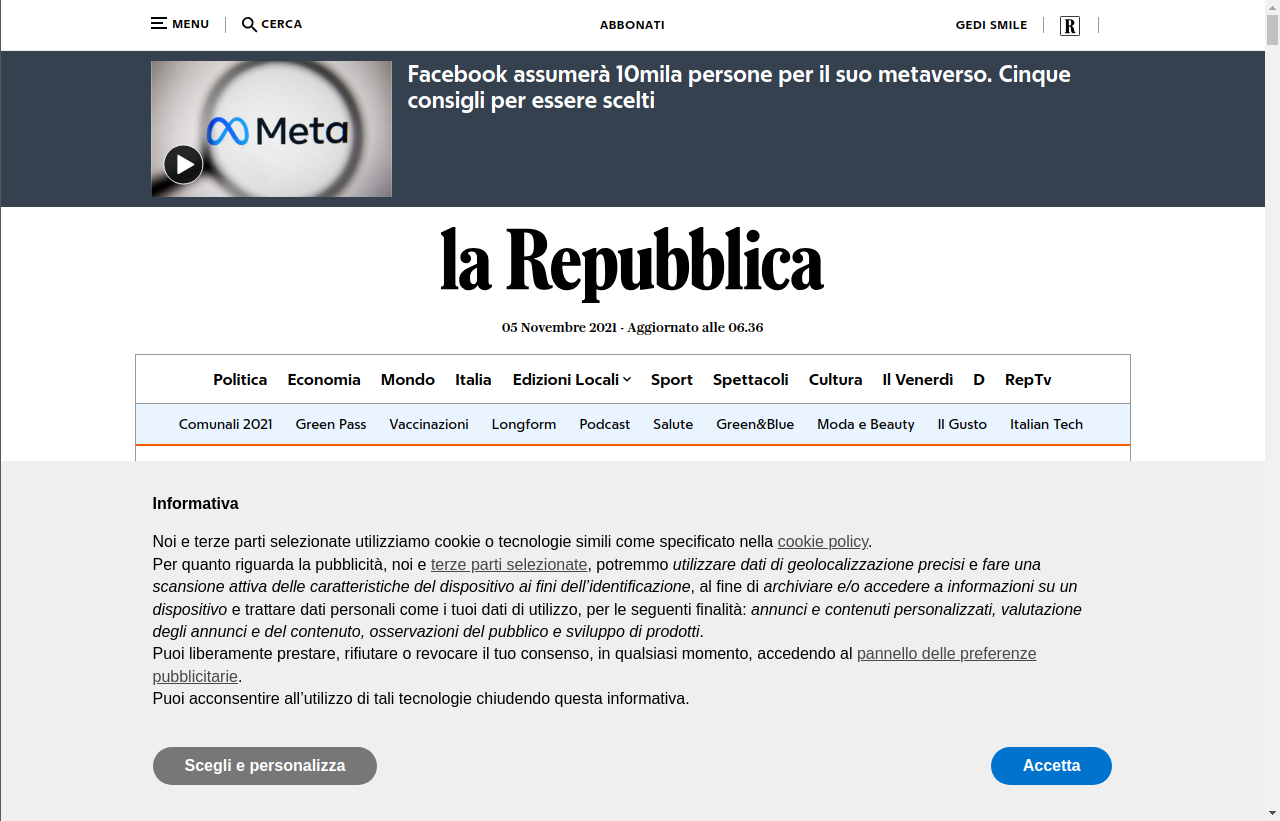 MENU CERCA ABBONATI GEDI SMILE R
Facebook assumerà 10mila persone per il suo metaverso. Cinque
consigli per essere scelti
Meta
la Repubblica
05 Novembre 2021 - Aggiornato alle 06.36
Politica Economia Mondo Italia Edizioni Locali Sport Spettacoli Cultura Il Venerdì D RepTv
Comunali 2021 Green Pass Vaccinazioni Longform Podcast Salute Green&Blue Moda e Beauty Il Gusto Italian Tech
Informativa
Noi e terze parti selezionate utilizziamo cookie o tecnologie simili come specificato nella cookie policy.
Per quanto riguarda la pubblicità, noi e terze parti selezionate, potremmo utilizzare dati di geolocalizzazione precisi e fare una
scansione attiva delle caratteristiche del dispositivo ai fini dell’identificazione, al fine di archiviare e/o accedere a informazioni su un
dispositivo e trattare dati personali come i tuoi dati di utilizzo, per le seguenti finalità: annunci e contenuti personalizzati, valutazione
degli annunci e del contenuto, osservazioni del pubblico e sviluppo di prodotti.
Puoi liberamente prestare, rifiutare o revocare il tuo consenso, in qualsiasi momento, accedendo al pannello delle preferenze
pubblicitarie.
Puoi acconsentire all’utilizzo di tali tecnologie chiudendo questa informativa.
Scegli e personalizza Accetta